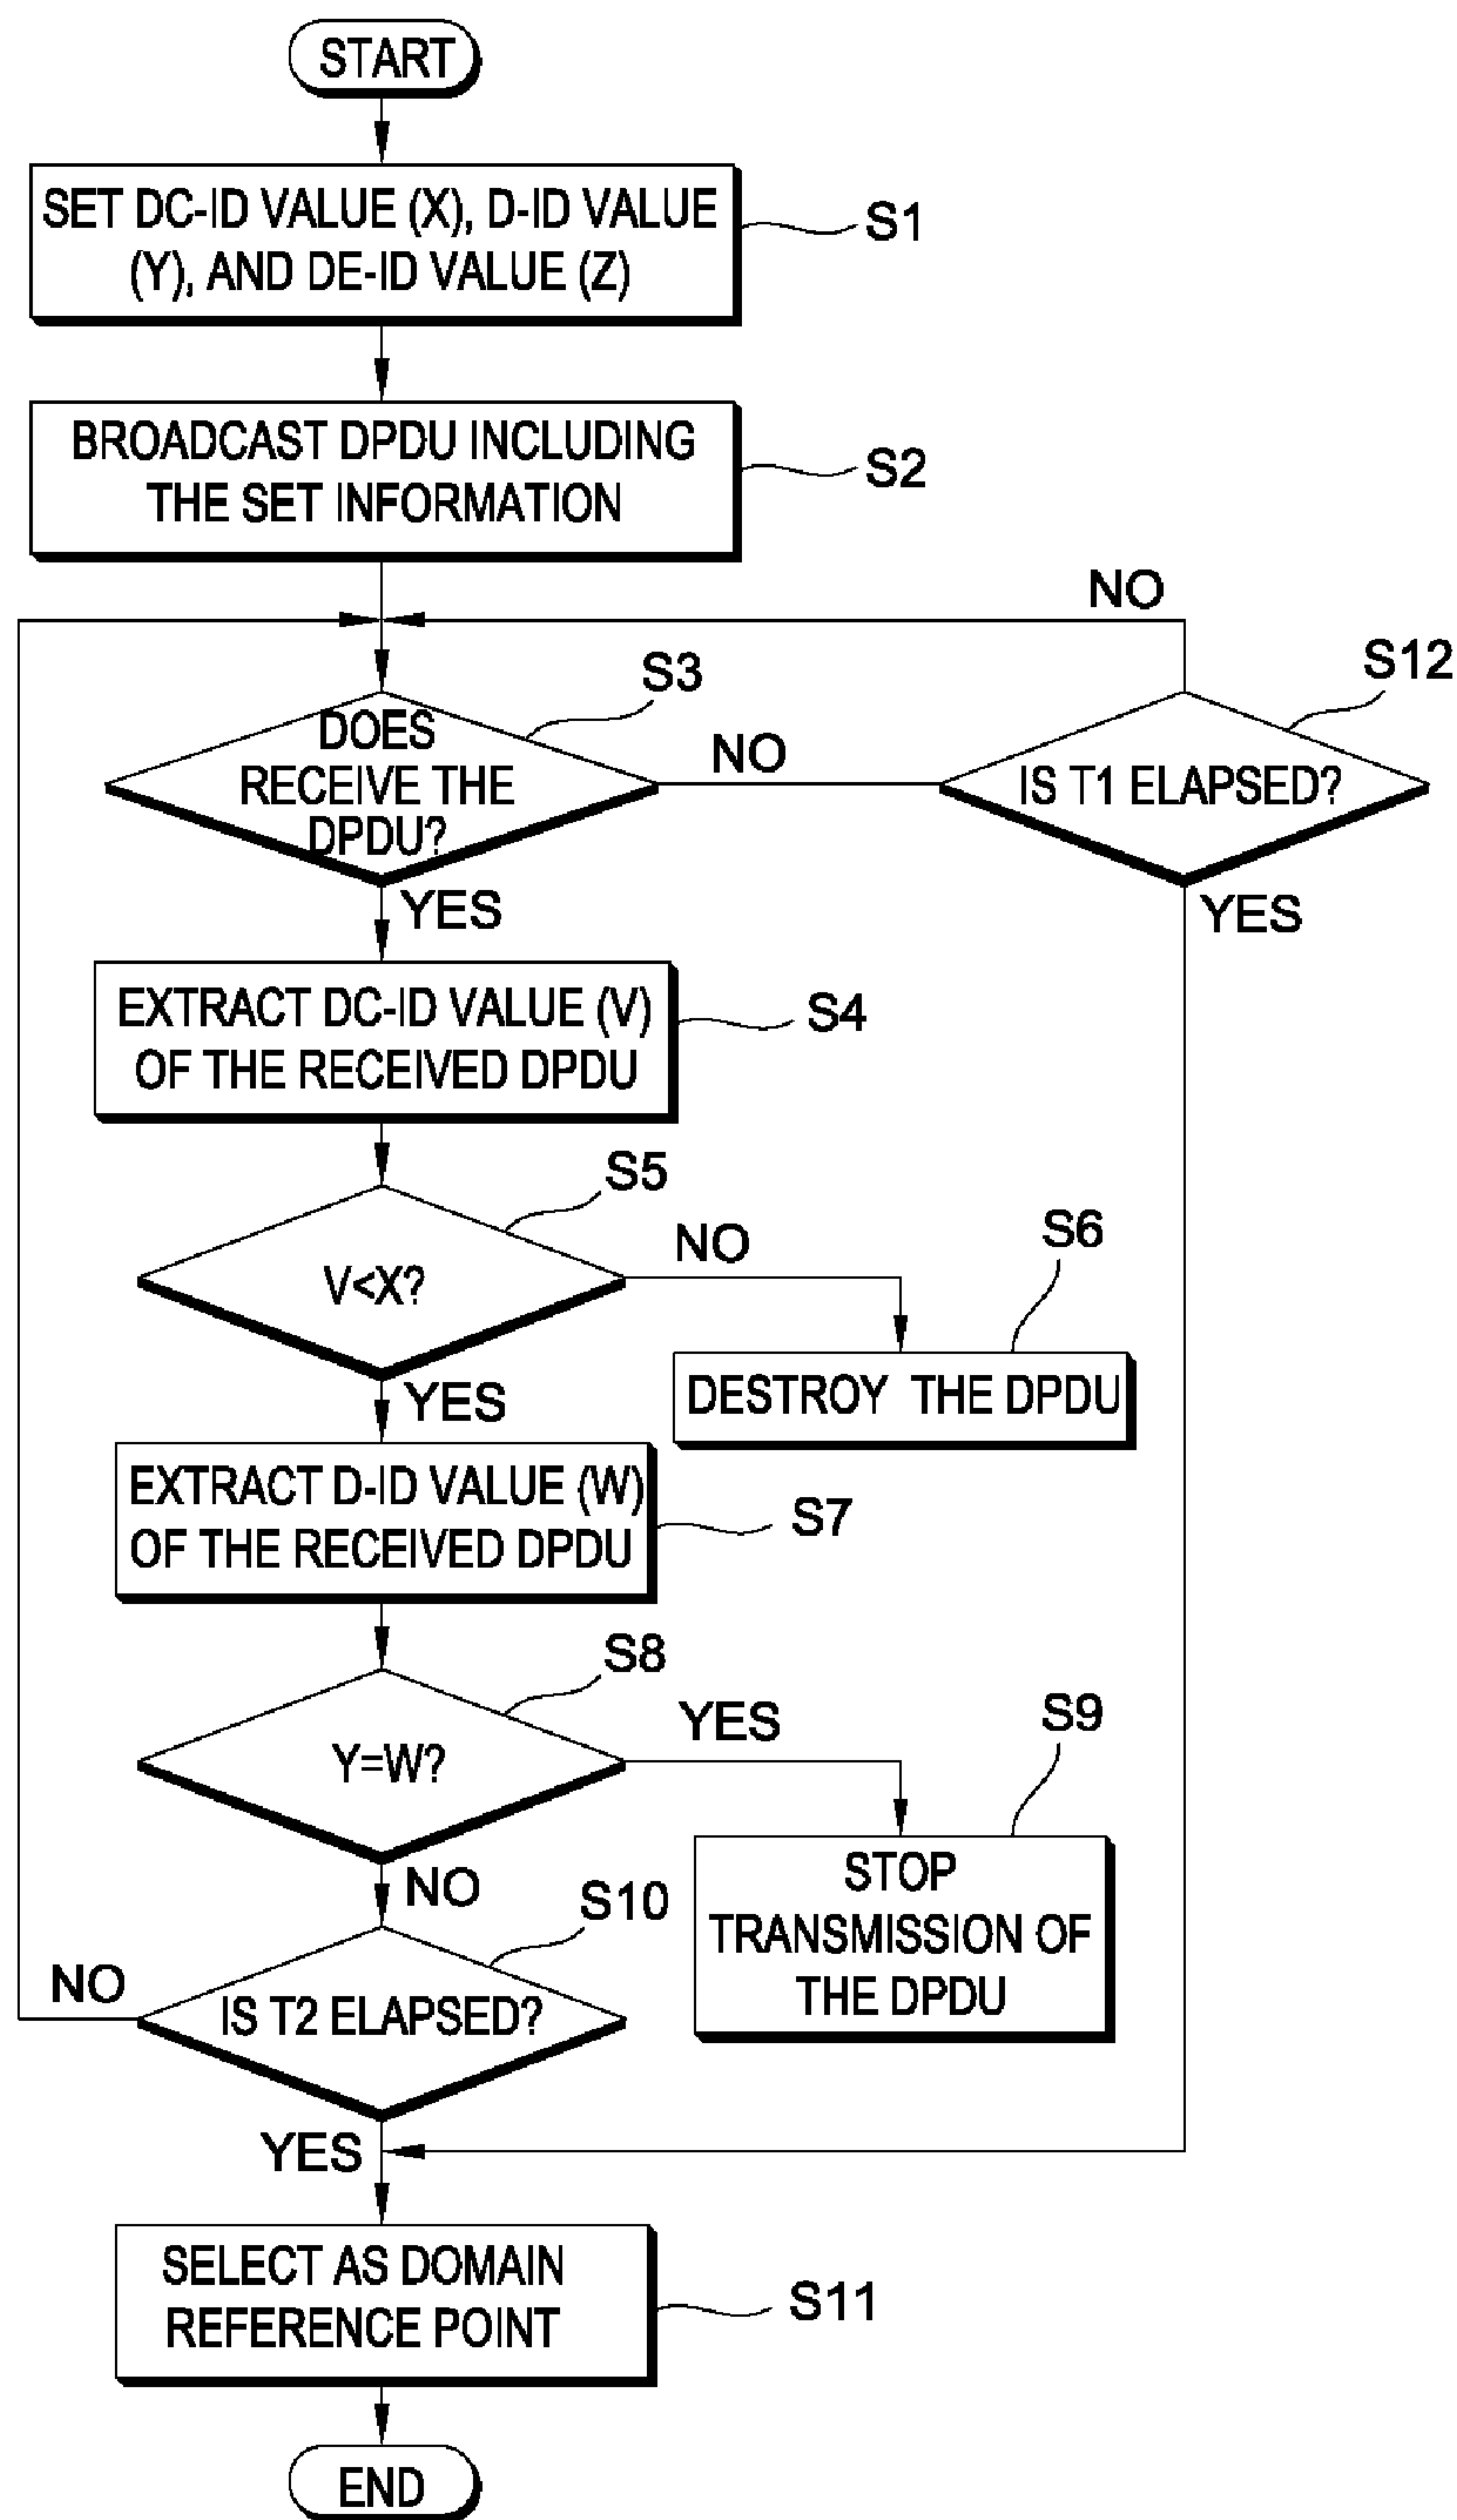 START
SET DC-ID VALUE (X), D-ID VALUE
(Y), AND DE-ID VALUE (Z)
S1
BROADCAST DPDU INCLUDING
THE SET INFORMATION
S2
NO
S3
S12
DOES
RECEIVE THE
DPDU?
NO
IS T1 ELAPSED?
YES
YES
EXTRACT DC-ID VALUE (V)
OF THE RECEIVED DPDU
S4
S5
V<X?
NO
S6
DESTROY THE DPDU
YES
EXTRACT D-ID VALUE (W)
OF THE RECEIVED DPDU
S7
S8
Y=W?
YES
S9
STOP
TRANSMISSION OF
THE DPDU
NO
S10
NO
IS T2 ELAPSED?
YES
SELECT AS DOMAIN
REFERENCE POINT
S11
END